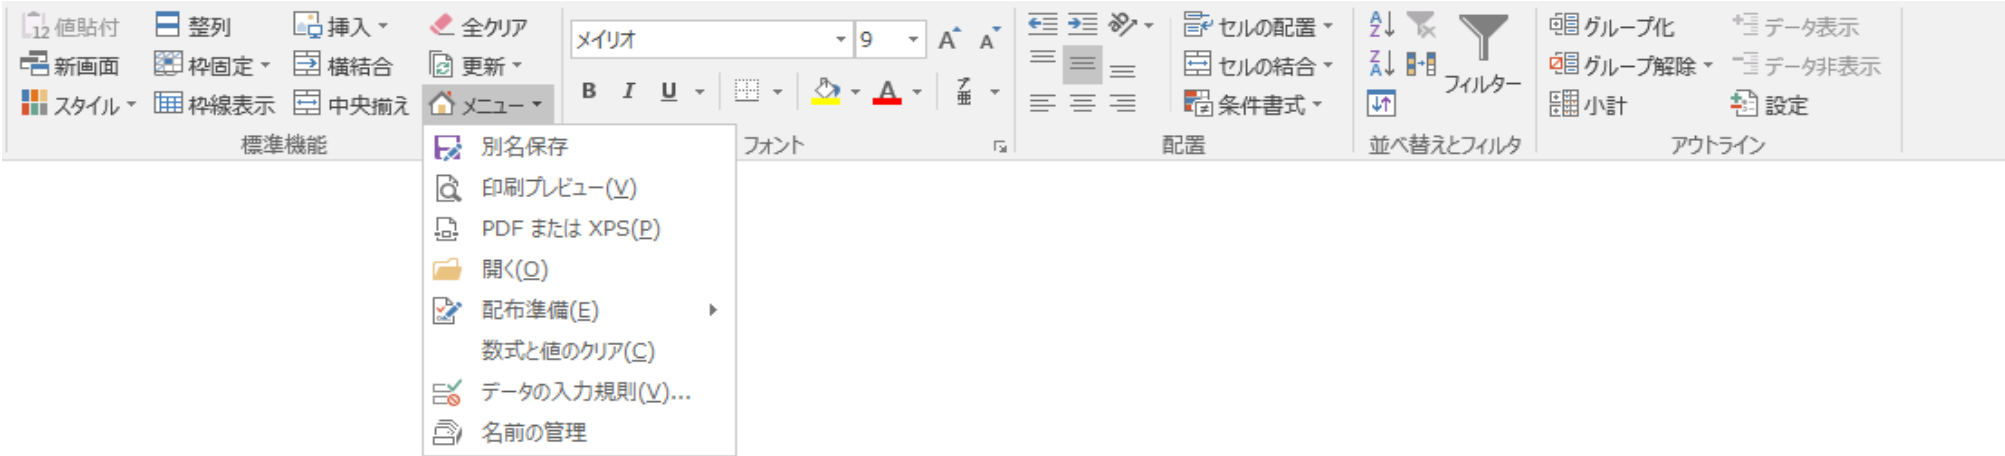 値貼付 整列 挿入 全クリア メイリオ 9 セルの配置 グループ化 データ表示
新画面 枠固定 横結合 更新 セルの結合 フィルター グループ解除 データ非表示
スタイル 枠線表示 中央揃え メニュー B I U 条件書式 小計 設定
標準機能 フォント 配置 並べ替えとフィルタ アウトライン
別名保存
印刷プレビュー(V)
PDF または XPS(P)
開く(O)
配布準備(E)
数式と値のクリア(C)
データの入力規則(V)...
名前の管理